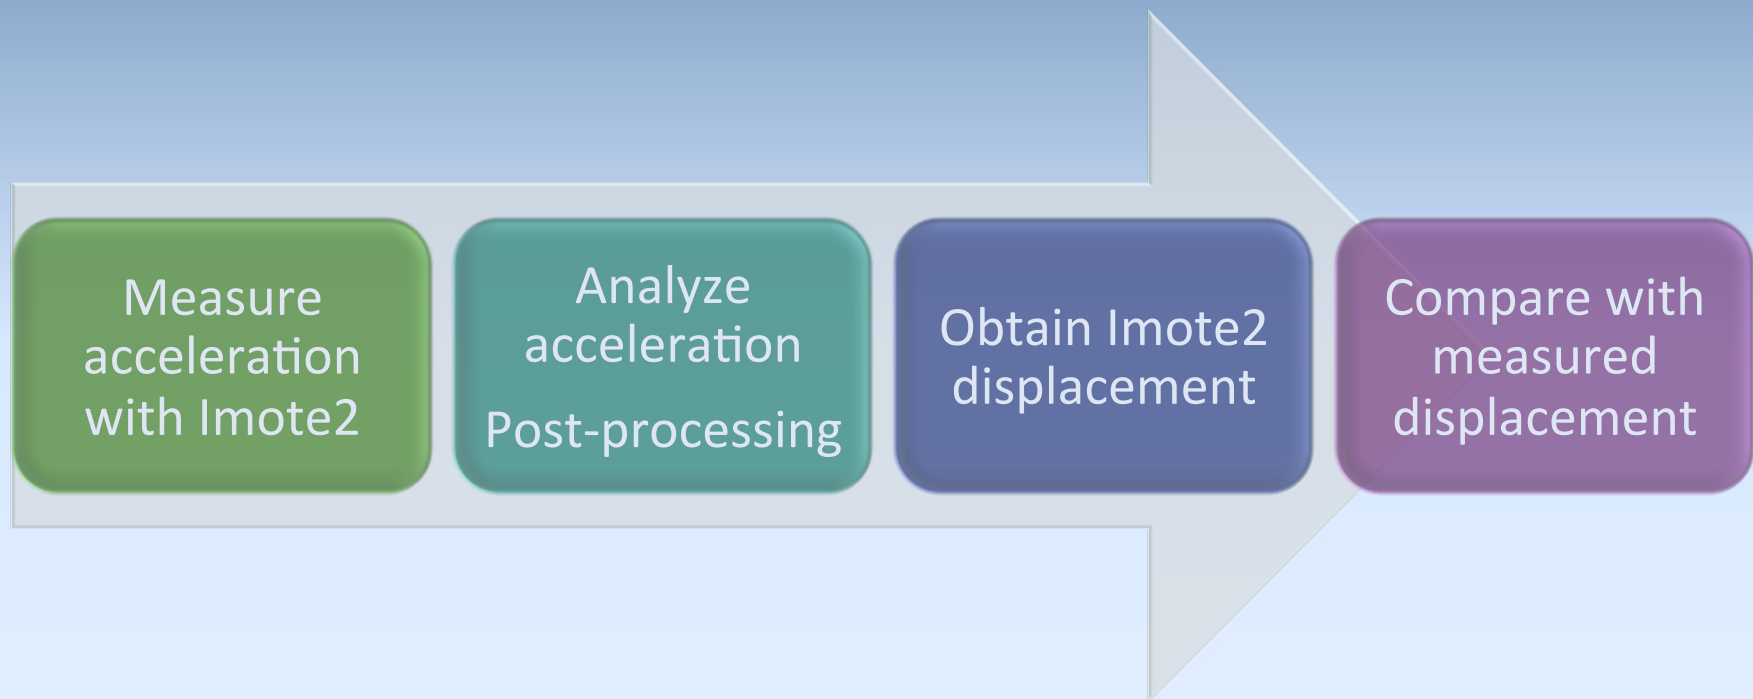 Measure
acceleration
with Imote2
Analyze
acceleration
Post-processing
Obtain Imote2
displacement
Compare with
measured
displacement